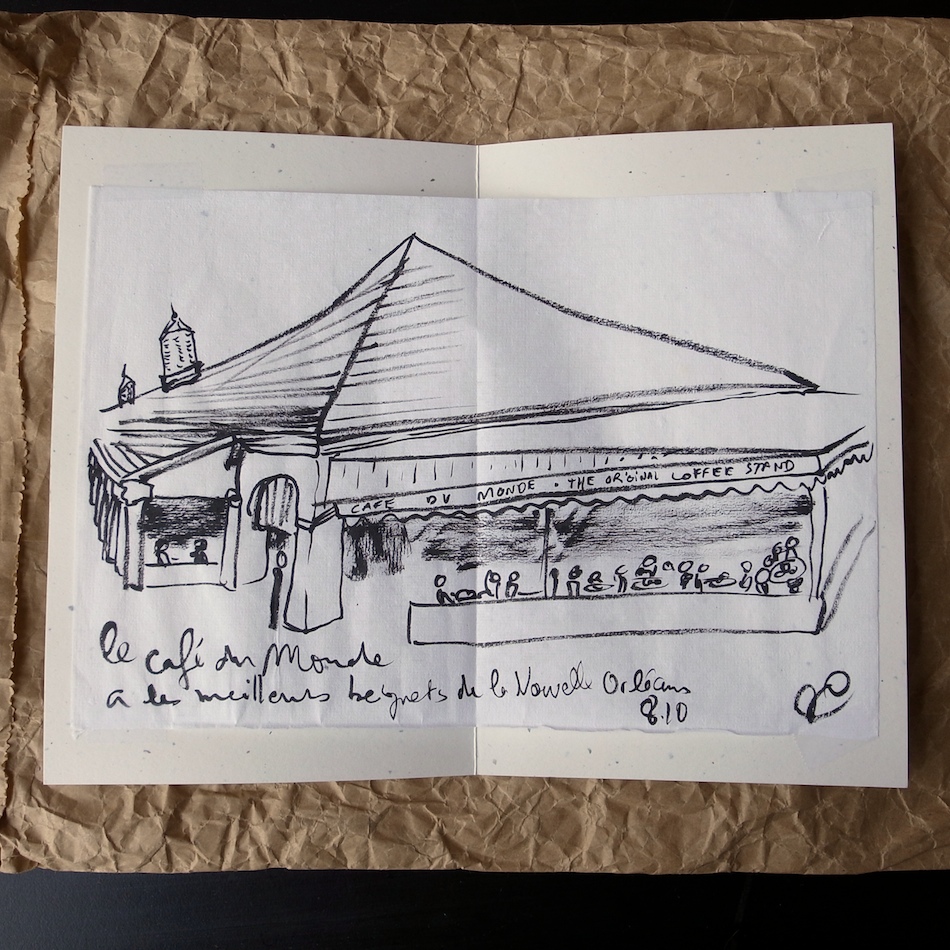 CAFE DU MONDE · THE ORIGINAL COFFEE STAND
le café du Monde
a les meilleurs beignets de la Nouvelle Orléans
8.10